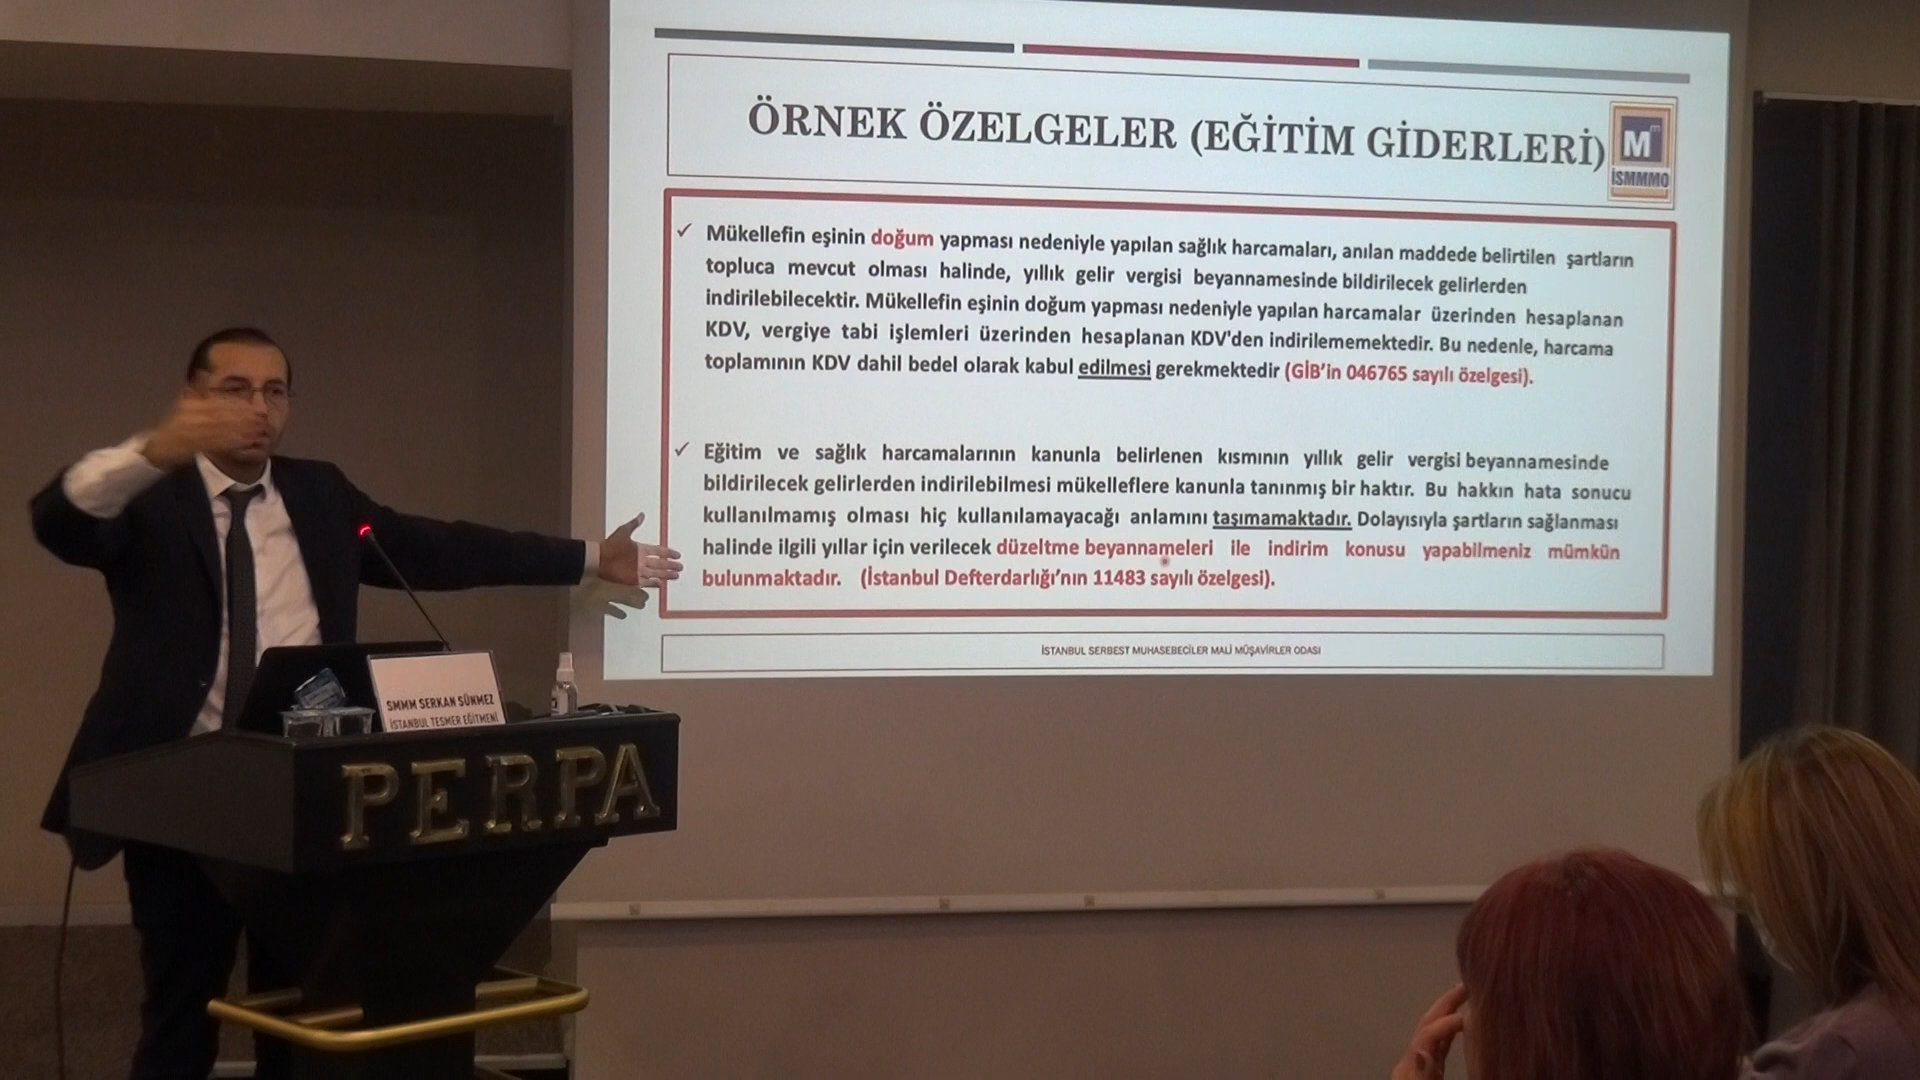 ÖRNEK ÖZELGELER (EĞİTİM GİDERLERİ)
M
İSMMMO
✓ Mükellefin eşinin doğum yapması nedeniyle yapılan sağlık harcamaları, anılan maddede belirtilen şartların
topluca mevcut olması halinde, yıllık gelir vergisi beyannamesinde bildirilecek gelirlerden
indirilebilecektir. Mükellefin eşinin doğum yapması nedeniyle yapılan harcamalar üzerinden hesaplanan
KDV, vergiye tabi işlemleri üzerinden hesaplanan KDV'den indirilememektedir. Bu nedenle, harcama
toplamının KDV dahil bedel olarak kabul edilmesi gerekmektedir (GİB'in 046765 sayılı özelgesi).
✓ Eğitim ve sağlık harcamalarının kanunla belirlenen kısmının yıllık gelir vergisi beyannamesinde
bildirilecek gelirlerden indirilebilmesi mükelleflere kanunla tanınmış bir haktır. Bu hakkın hata sonucu
kullanılmamış olması hiç kullanılamayacağı anlamını taşımamaktadır. Dolayısıyla şartların sağlanması
halinde ilgili yıllar için verilecek düzeltme beyannameleri ile indirim konusu yapabilmeniz mümkün
bulunmaktadır. (İstanbul Defterdarlığı'nın 11483 sayılı özelgesi).
İSTANBUL SERBEST MUHASEBECİLER MALİ MÜŞAVİRLER ODASI
SMMM SERKAN SÜNMEZ
İSTANBUL TESMER EĞİTMENİ
PERPA